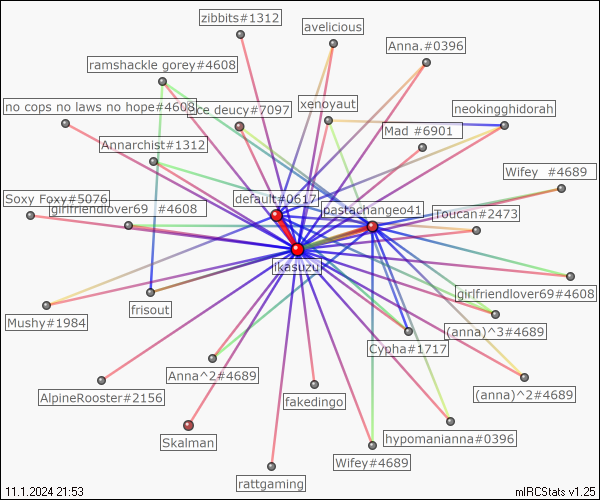 zibbits#1312
avelicious
Anna.#0396
ramshackle gorey#4608
no cops no laws no hope#4608
ce deucy#7097
xenoyaut
neokingghidorah
Mad #6901
Annarchist#1312
Wifey #4689
Soxy Foxy#5076
girlfriendlover69 #4608
default#0617
pastachangeo41
Toucan#2473
ikasuzu
girlfriendlover69#4608
frisout
Mushy#1984
(anna)^3#4689
Cypha#1717
Anna^2#4689
AlpineRooster#2156
(anna)^2#4689
fakedingo
Skalman
hypomanianna#0396
Wifey#4689
rattgaming
11.1.2024 21:53
mIRCStats v1.25